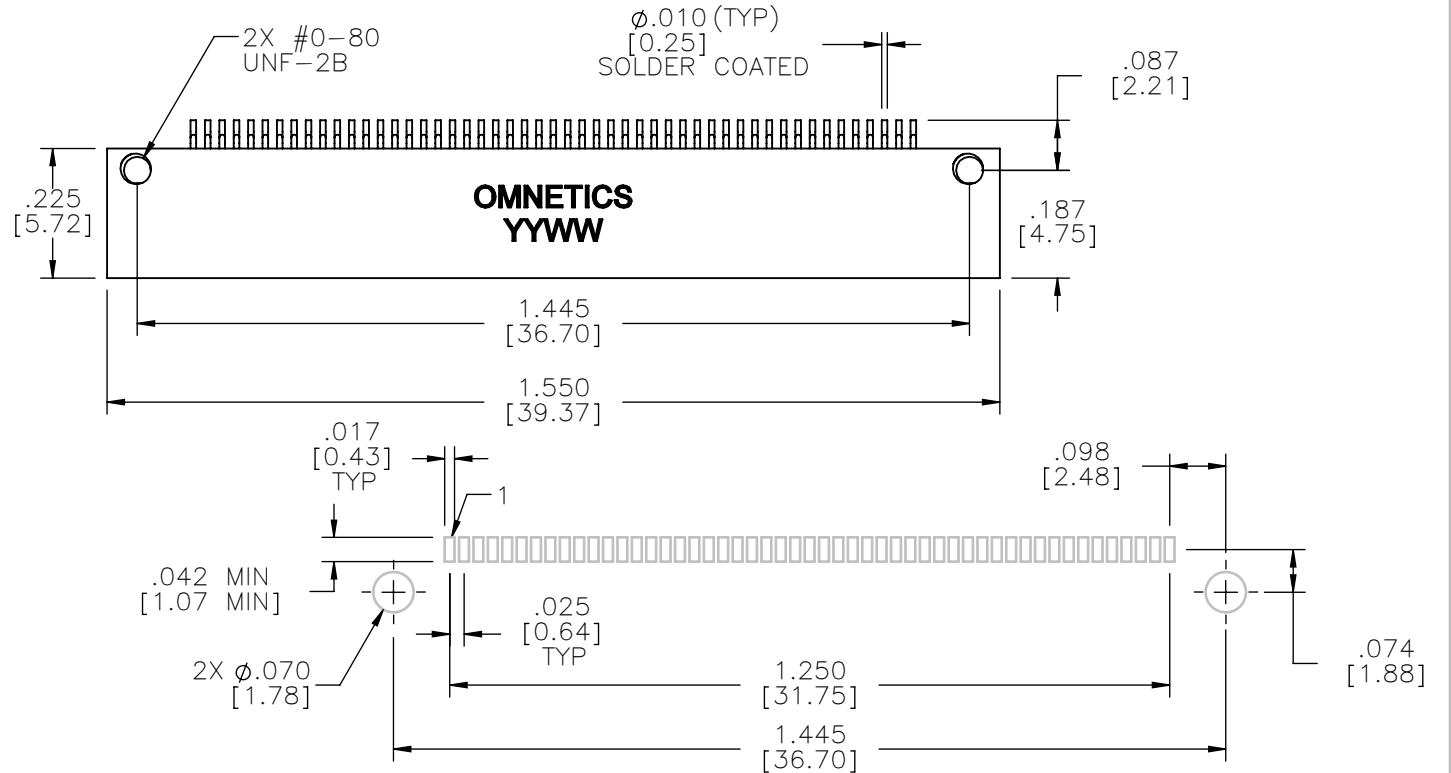 2X #0-80
UNF-2B
ø.010 (TYP)
[0.25]
SOLDER COATED
.087
[2.21]
.225
[5.72]
OMNETICS
YYWW
.187
[4.75]
1.445
[36.70]
1.550
[39.37]
.017
[0.43]
TYP
1
.098
[2.48]
.042 MIN
[1.07 MIN]
.025
[0.64]
TYP
2X ø.070
[1.78]
1.250
[31.75]
.074
[1.88]
1.445
[36.70]